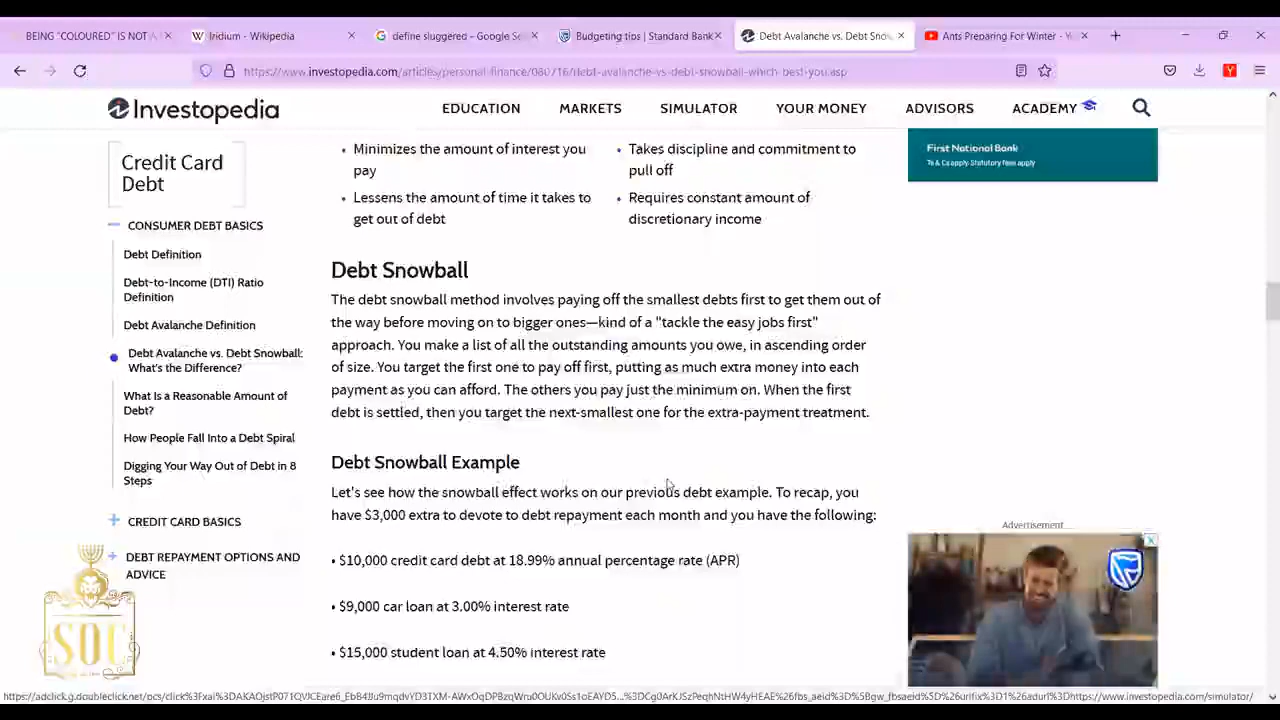 BEING "COLOURED" IS NOT A
Iridium - Wikipedia
define sluggered - Google Se
Budgeting tips | Standard Bank
Debt Avalanche vs. Debt Snow
Ants Preparing For Winter - Y
https://www.investopedia.com/articles/personal-finance/080716/debt-avalanche-vs-debt-snowball-which-best-you.asp
Investopedia
EDUCATION
MARKETS
SIMULATOR
YOUR MONEY
ADVISORS
ACADEMY
Credit Card
Debt
CONSUMER DEBT BASICS
Debt Definition
Debt-to-Income (DTI) Ratio
Definition
Debt Avalanche Definition
Debt Avalanche vs. Debt Snowball:
What's the Difference?
What Is a Reasonable Amount of
Debt?
How People Fall Into a Debt Spiral
Digging Your Way Out of Debt in 8
Steps
CREDIT CARD BASICS
DEBT REPAYMENT OPTIONS AND
ADVICE
SOC
• Minimizes the amount of interest you
pay
• Lessens the amount of time it takes to
get out of debt
• Takes discipline and commitment to
pull off
• Requires constant amount of
discretionary income
Debt Snowball
The debt snowball method involves paying off the smallest debts first to get them out of
the way before moving on to bigger ones—kind of a "tackle the easy jobs first"
approach. You make a list of all the outstanding amounts you owe, in ascending order
of size. You target the first one to pay off first, putting as much extra money into each
payment as you can afford. The others you pay just the minimum on. When the first
debt is settled, then you target the next-smallest one for the extra-payment treatment.
Debt Snowball Example
Let's see how the snowball effect works on our previous debt example. To recap, you
have $3,000 extra to devote to debt repayment each month and you have the following:
• $10,000 credit card debt at 18.99% annual percentage rate (APR)
• $9,000 car loan at 3.00% interest rate
• $15,000 student loan at 4.50% interest rate
First National Bank
Ts & Cs apply. Statutory fees apply
Advertisement